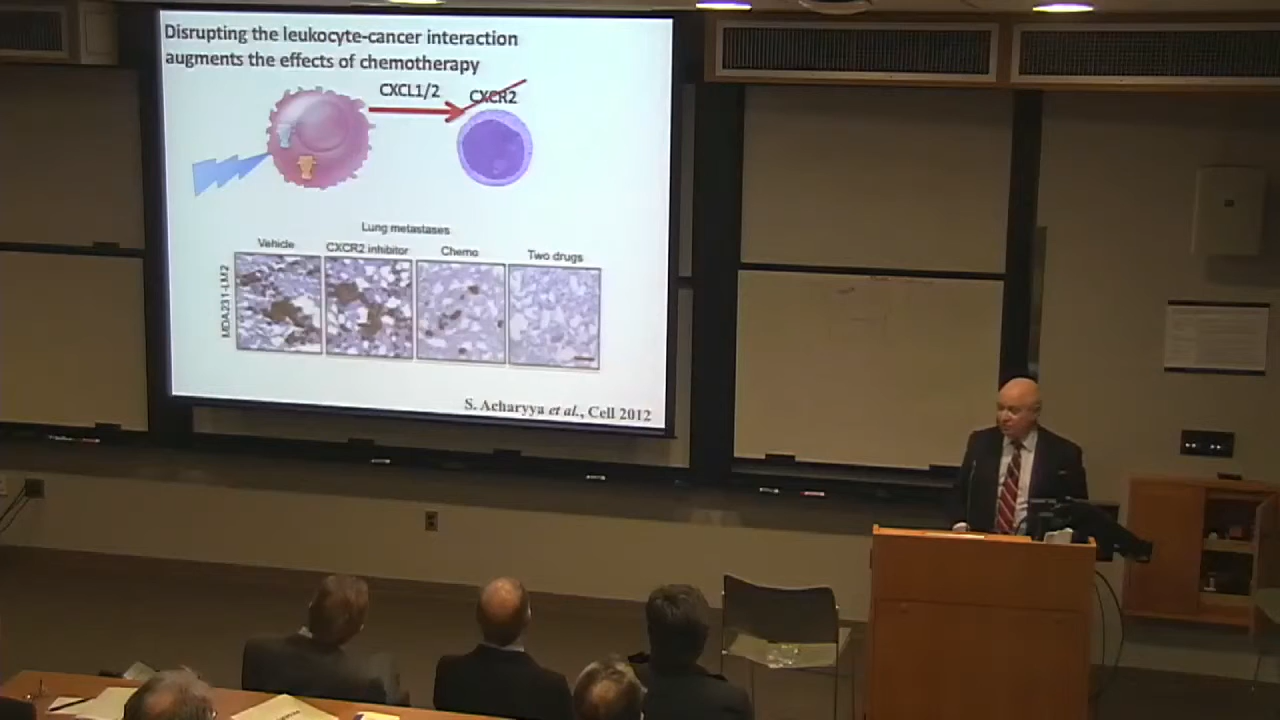 Disrupting the leukocyte-cancer interaction
augments the effects of chemotherapy
CXCL1/2
CXCR2
Lung metastases
Vehicle
CXCR2 inhibitor
Chemo
Two drugs
MDA231-LM2
S. Acharyya et al., Cell 2012